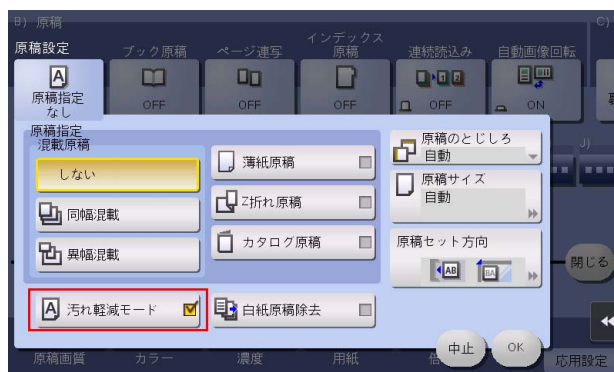 B) 原稿
C)
原稿設定
ブック原稿
ページ連写
インデックス
原稿
連続読込み
自動画像回転
原稿指定
なし
OFF
OFF
OFF
OFF
ON
原稿指定
混載原稿
しない
同幅混載
異幅混載
薄紙原稿
Z折れ原稿
カタログ原稿
原稿のとじしろ
自動
原稿サイズ
自動
原稿セット方向
J)
閉じる
汚れ軽減モード
白紙原稿除去
中止
OK
原稿画質
カラー
濃度
用紙
応用設定